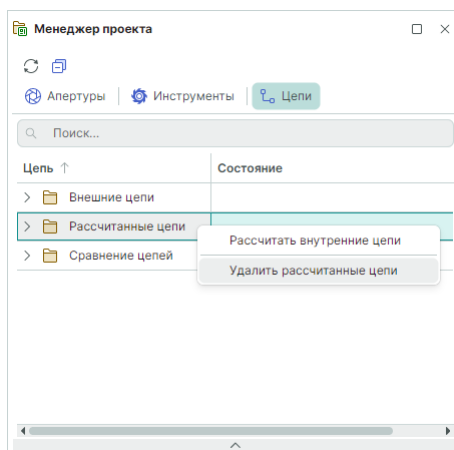 Менеджер проекта
Апертуры Инструменты Цепи
Поиск...
Цепь ↑ Состояние
Внешние цепи
Рассчитанные цепи
Рассчитать внутренние цепи
Сравнение цепей
Удалить рассчитанные цепи